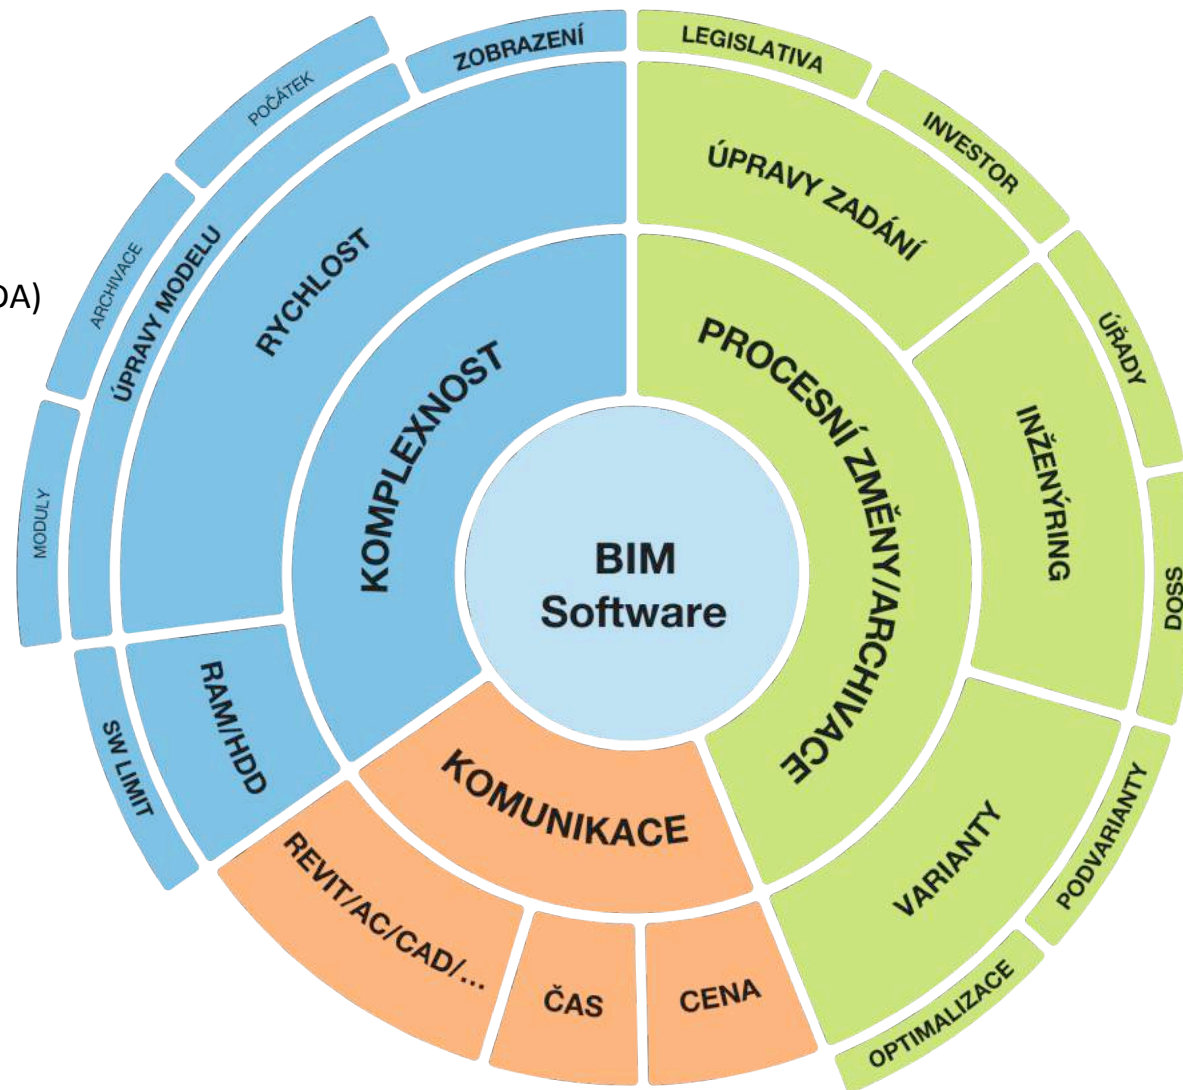 ZOBRAZENÍ
LEGISLATIVA
POČÁTEK
INVESTOR
ÚPRAVY ZADÁNÍ
ARCHIVACE
ÚPRAVY MODELU
RYCHLOST
DA)
ÚŘADY
KOMPLEXNOST
PROCESNÍ ZMĚNY/ARCHIVACE
INŽENÝRING
MODULY
BIM
Software
DOSS
RAM/HDD
SW LIMIT
KOMUNIKACE
VARIANTY
PODVARIANTY
REVIT/AC/CAD/...
ČAS
CENA
OPTIMALIZACE